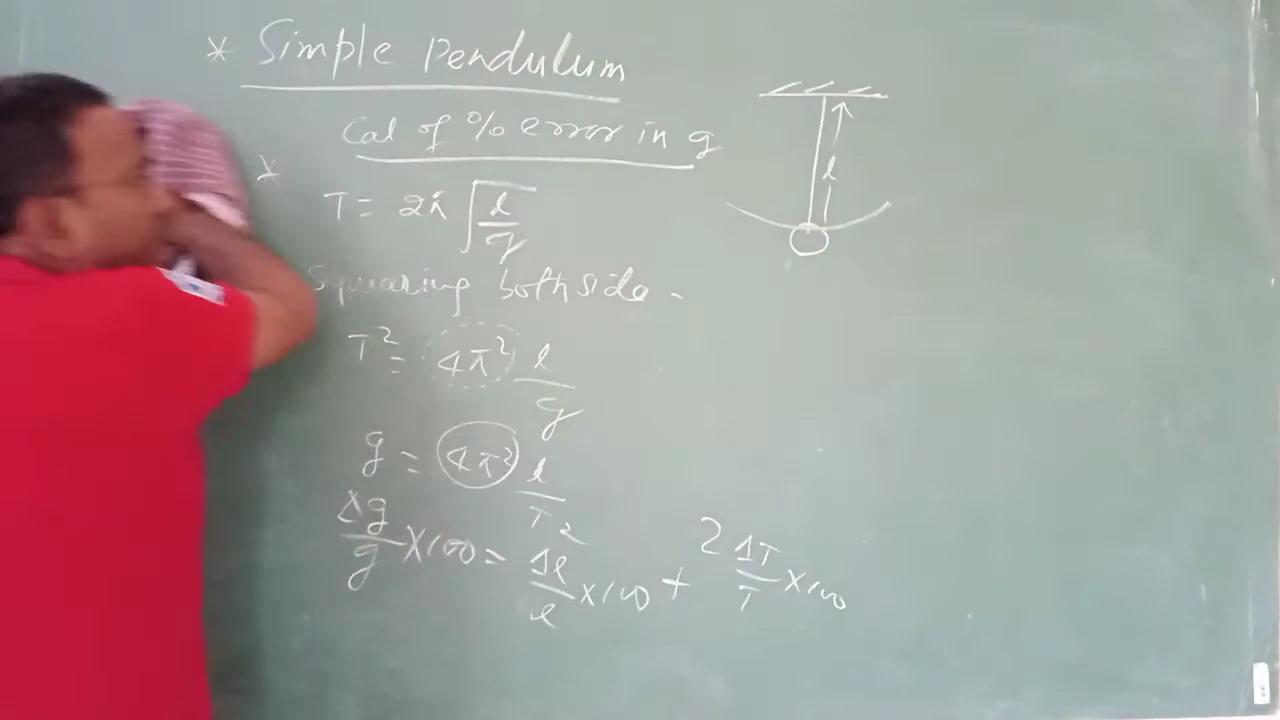 * Simple Pendulum
Cal of % error in g
*
T = 2π √(l/g)
Squaring both side -
T² = 4π² l/g
g = 4π² l/T²
Δg/g ×100 = Δl/l ×100 + 2 ΔT/T ×100
l